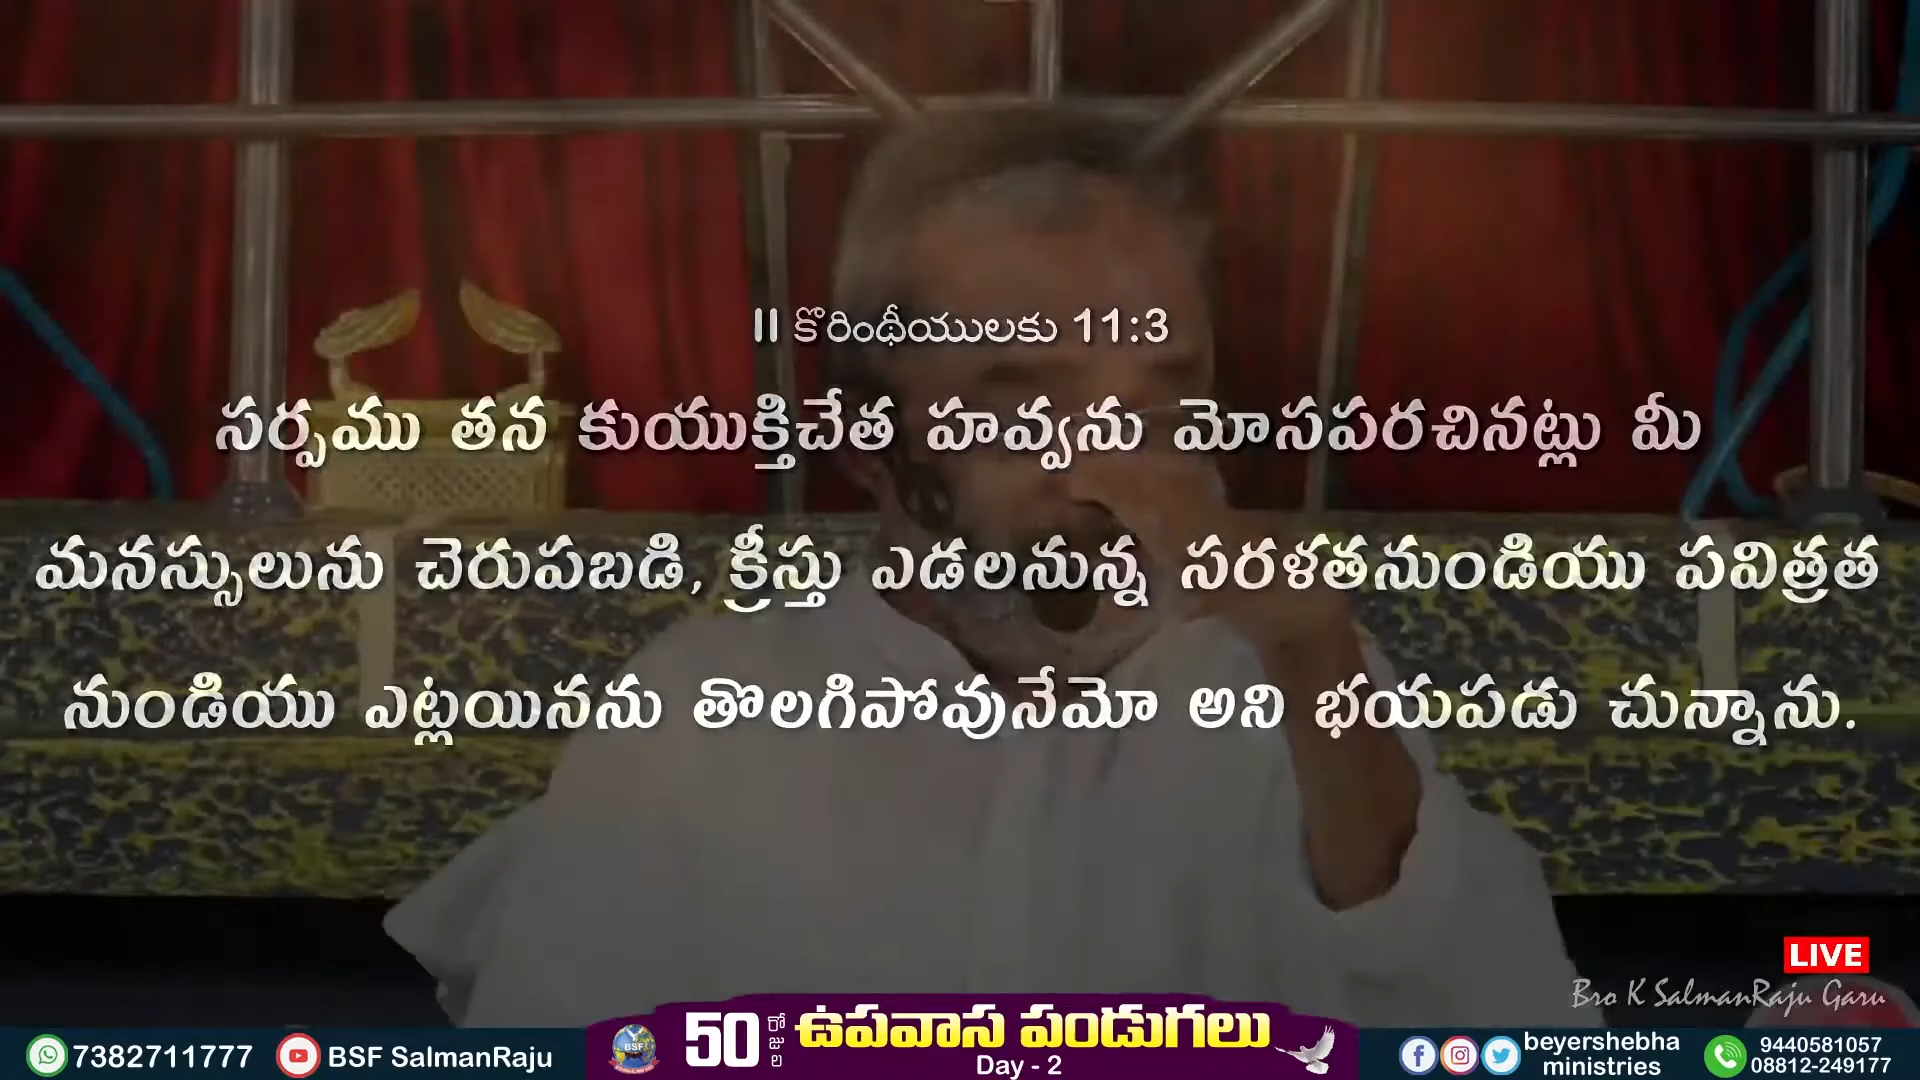 II కొరింథీయులకు 11:3
సర్పము తన కుయుక్తిచేత హవ్వను మోసపరచినట్లు మీ
మనస్సులును చెరుపబడి, క్రీస్తు ఎడలనున్న సరళతనుండియు పవిత్రత
నుండియు ఎట్లయినను తొలగిపోవునేమో అని భయపడు చున్నాను.
LIVE
Bro K SalmanRaju Garu
7382711777
BSF SalmanRaju
BSF
50 రోజుల ఉపవాస పండుగలు
Day - 2
beyershebha
ministries
9440581057
08812-249177